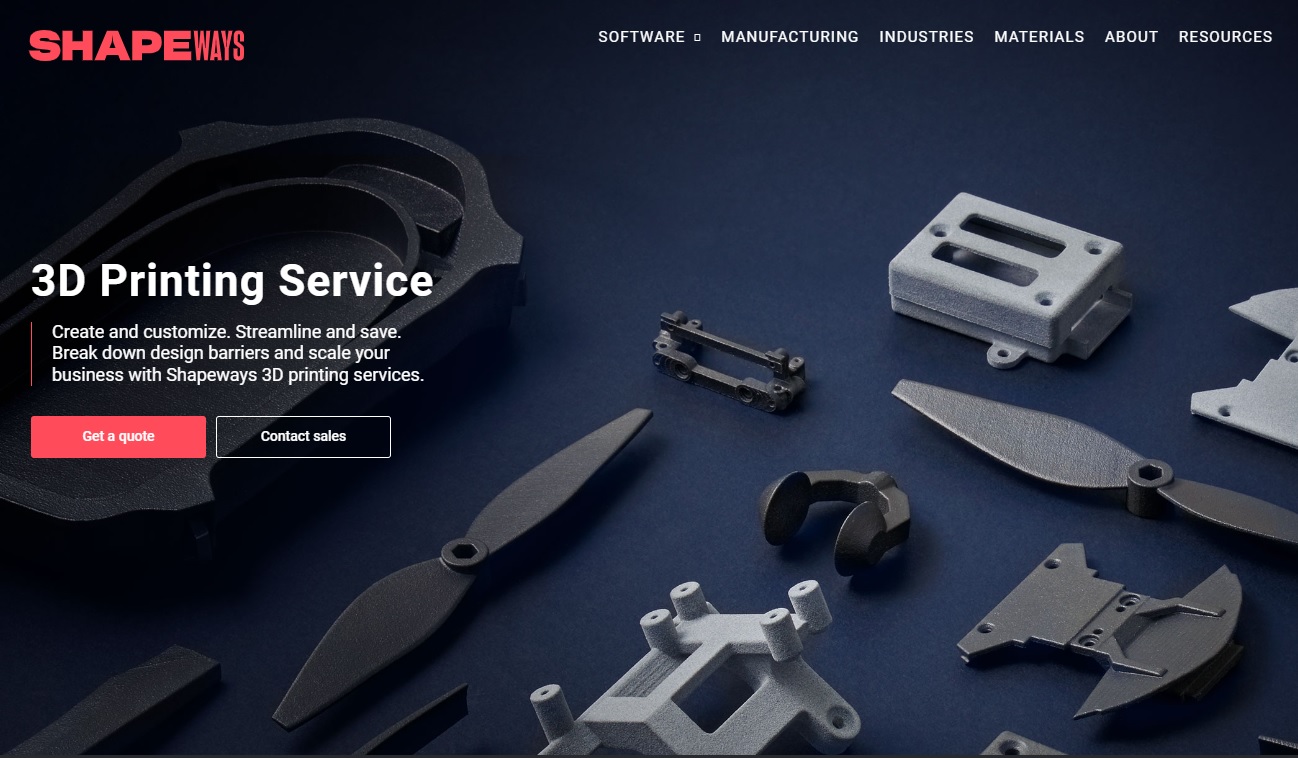 SHAPEWAYS
SOFTWARE MANUFACTURING INDUSTRIES MATERIALS ABOUT RESOURCES
3D Printing Service
Create and customize. Streamline and save.
Break down design barriers and scale your
business with Shapeways 3D printing services.
Get a quote Contact sales